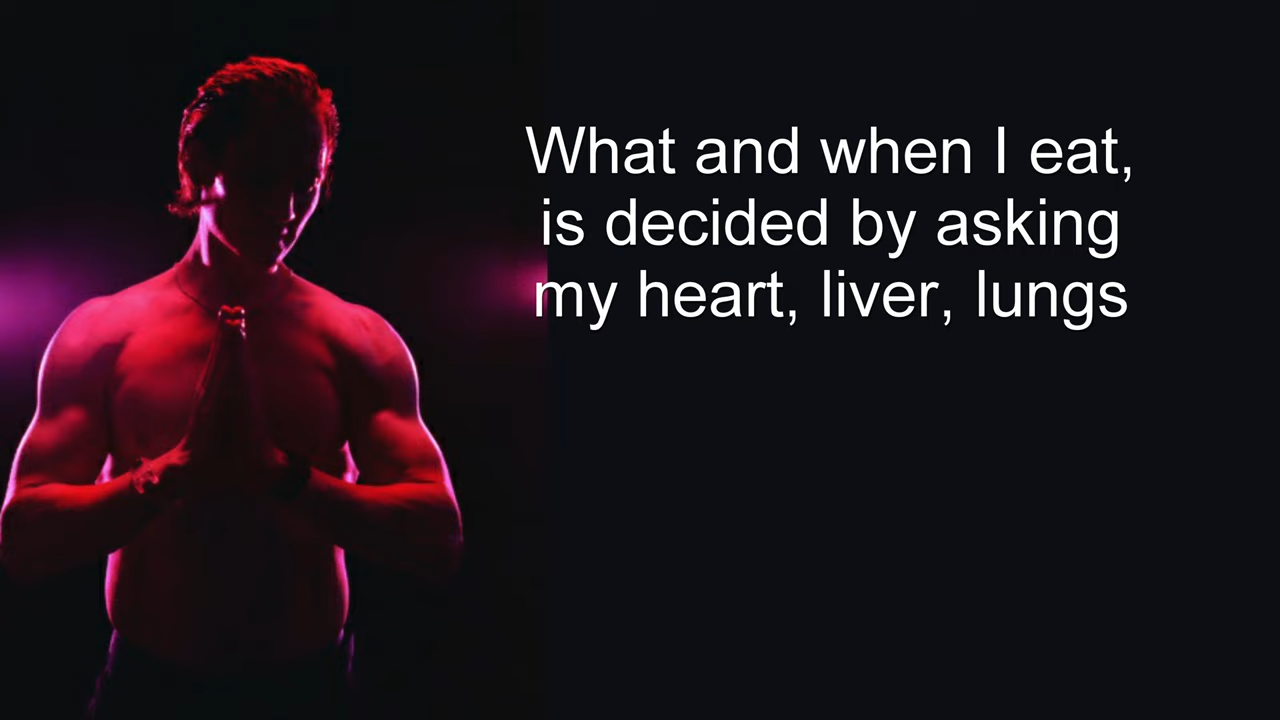 What and when I eat,
is decided by asking
my heart, liver, lungs